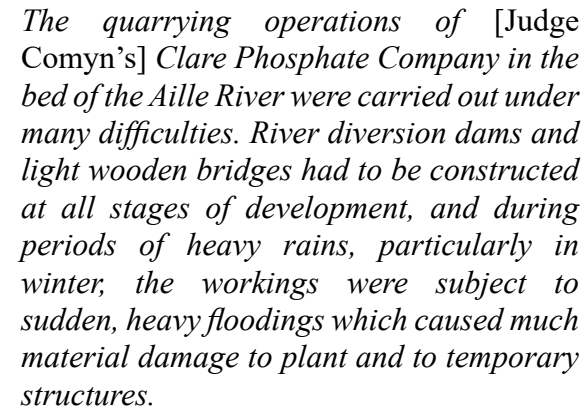 The quarrying operations of [Judge
Comyn’s] Clare Phosphate Company in the
bed of the Aille River were carried out under
many difficulties. River diversion dams and
light wooden bridges had to be constructed
at all stages of development, and during
periods of heavy rains, particularly in
winter, the workings were subject to
sudden, heavy floodings which caused much
material damage to plant and to temporary
structures.